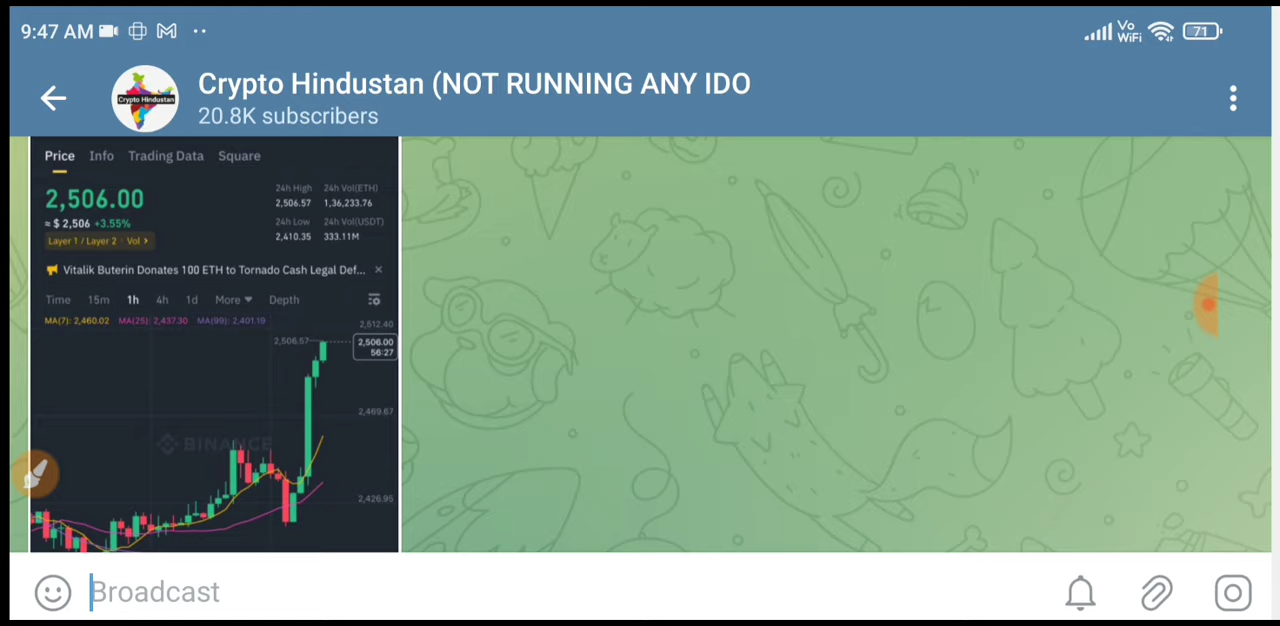 9:47 AM
Vo
WiFi
71
Crypto Hindustan (NOT RUNNING ANY IDO
20.8K subscribers
Crypto Hindustan
Price Info Trading Data Square
2,506.00
≈ $ 2,506 +3.55%
Layer 1 / Layer 2 Vol >
24h High 24h Vol(ETH)
2,506.57 1,36,233.76
24h Low 24h Vol(USDT)
2,410.35 333.11M
Vitalik Buterin Donates 100 ETH to Tornado Cash Legal Def...
Time 15m 1h 4h 1d More Depth
MA(7): 2,460.02 MA(25): 2,437.30 MA(99): 2,401.19
2,512.40
2,506.57
2,506.00
56:27
2,469.67
BINANCE
2,426.95
Broadcast